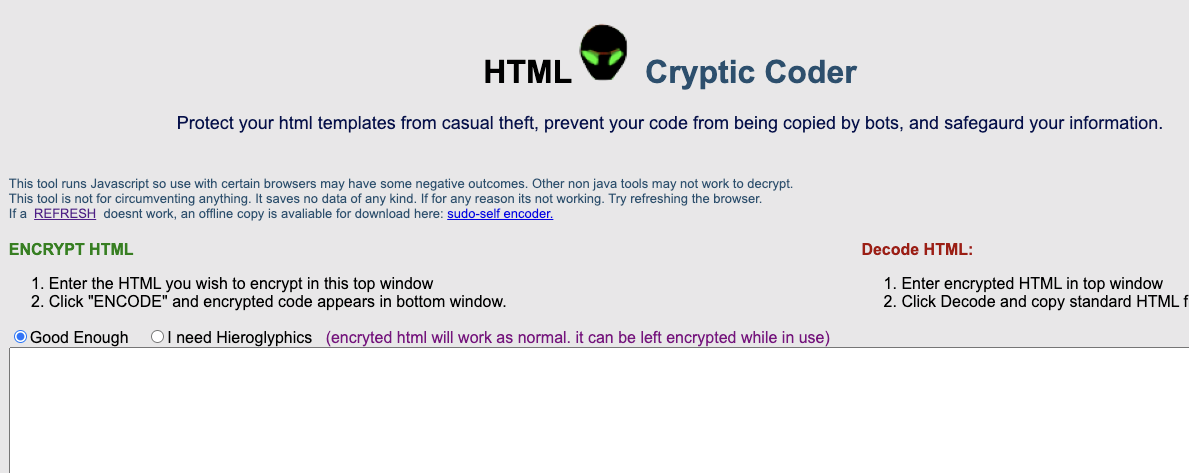 HTML Cryptic Coder
Protect your html templates from casual theft, prevent your code from being copied by bots, and safegaurd your information.
This tool runs Javascript so use with certain browsers may have some negative outcomes. Other non java tools may not work to decrypt.
This tool is not for circumventing anything. It saves no data of any kind. If for any reason its not working. Try refreshing the browser.
If a REFRESH doesnt work, an offline copy is avaliable for download here: sudo-self encoder.
ENCRYPT HTML
1. Enter the HTML you wish to encrypt in this top window
2. Click "ENCODE" and encrypted code appears in bottom window.
Good Enough I need Hieroglyphics (encryted html will work as normal. it can be left encrypted while in use)
Decode HTML:
1. Enter encrypted HTML in top window
2. Click Decode and copy standard HTML f